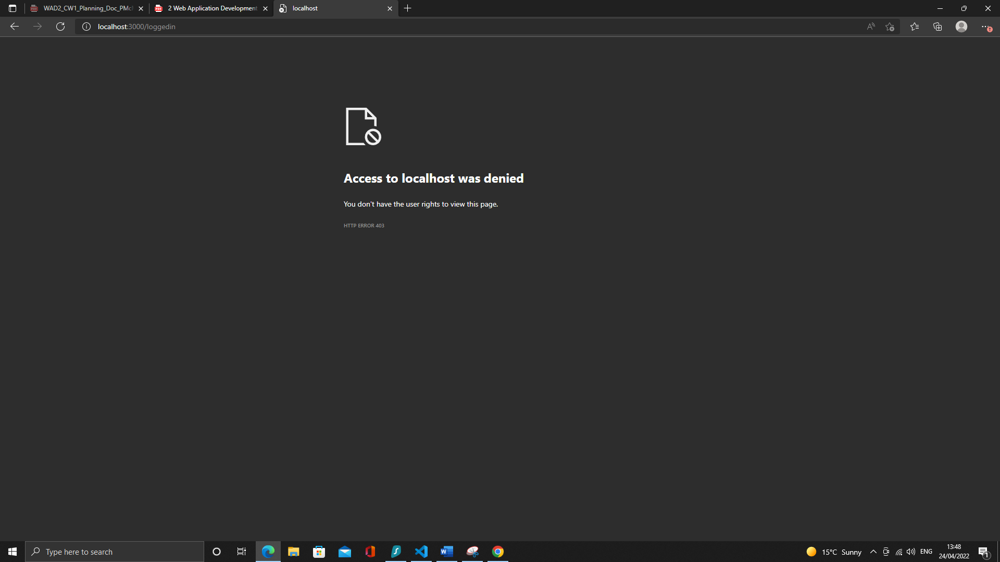 WAD2_CW1_Planning_Doc_PMc
2 Web Application Development
localhost
localhost:3000/loggedin
Access to localhost was denied
You don't have the user rights to view this page.
HTTP ERROR 403
Type here to search
15°C Sunny
ENG
13:48
24/04/2022
1